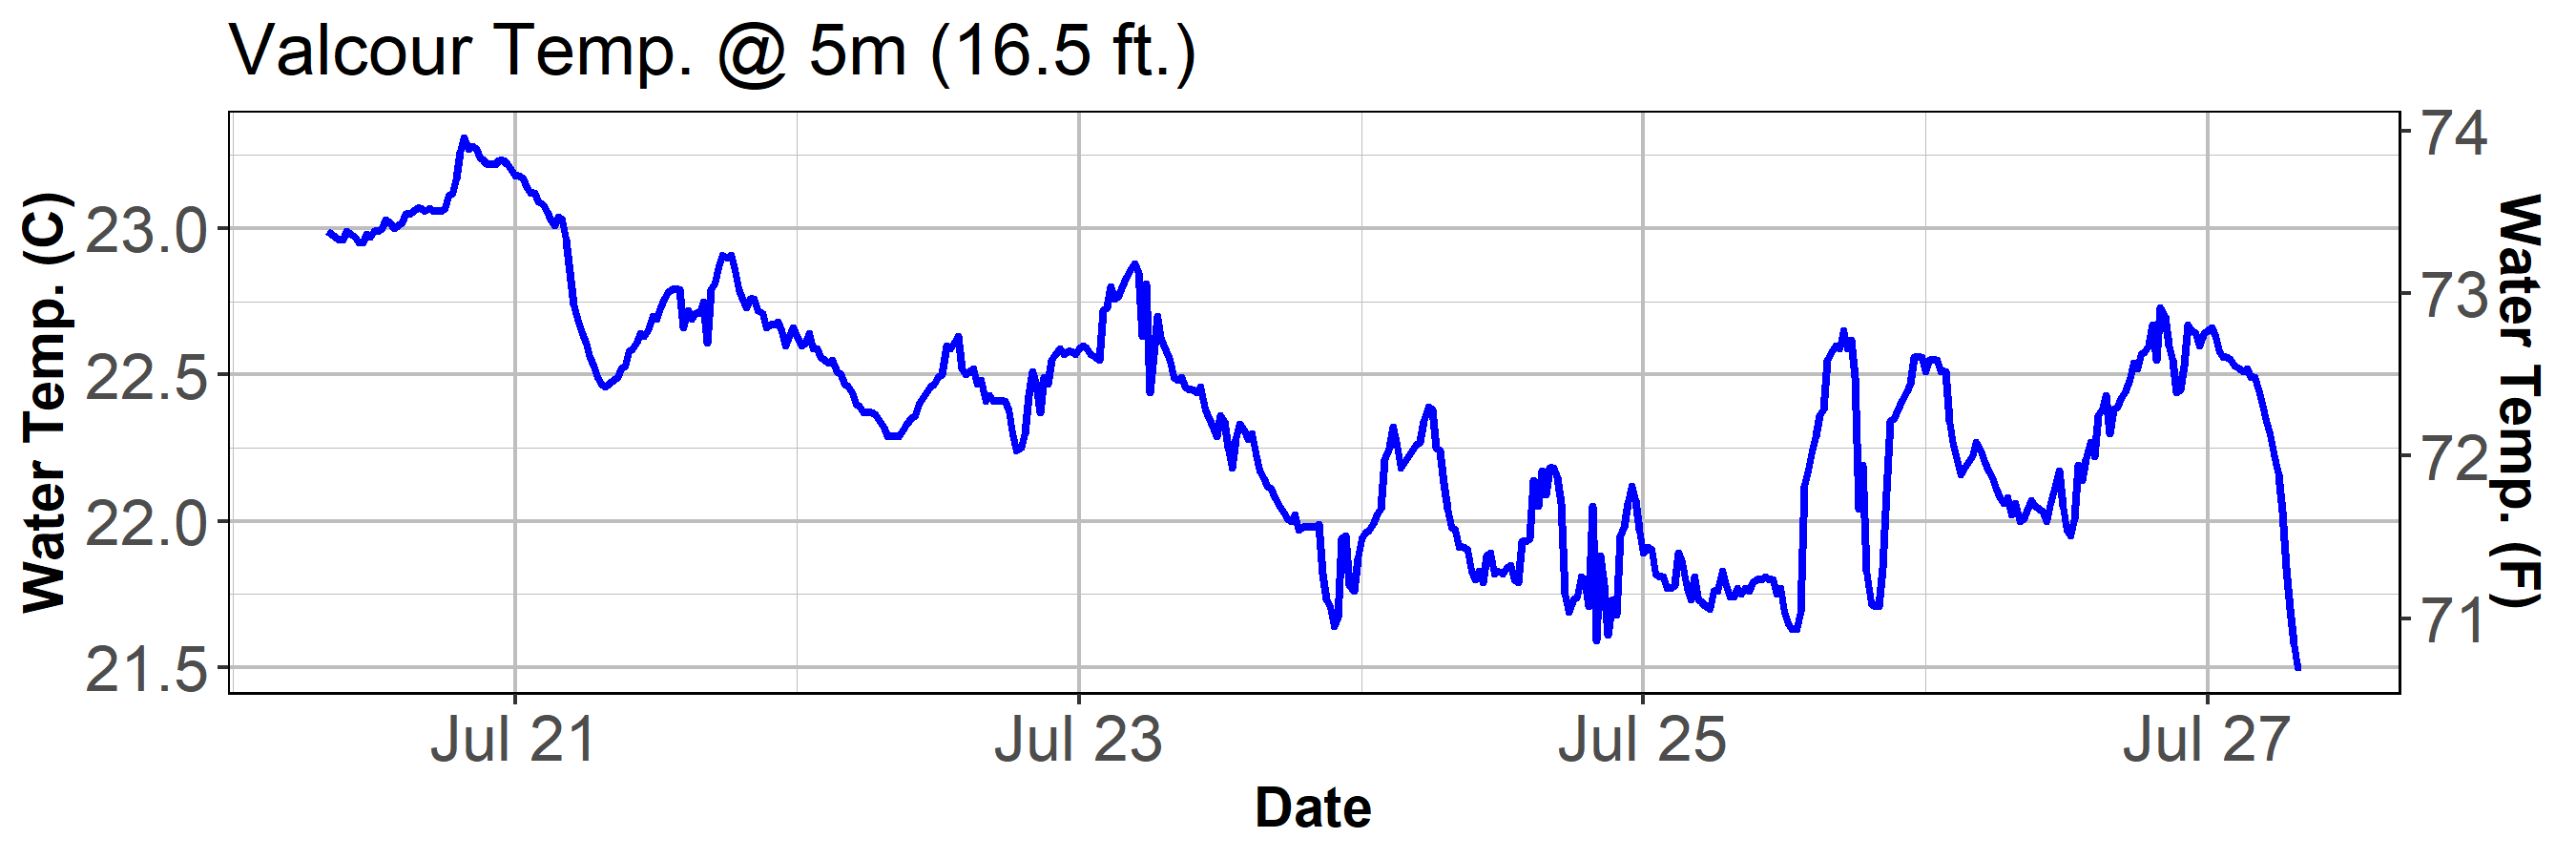 Valcour Temp. @ 5m (16.5 ft.)
Water Temp. (C)
23.0
22.5
22.0
21.5
74
73
72
71
Water Temp. (F)
Jul 21 Jul 23 Jul 25 Jul 27
Date